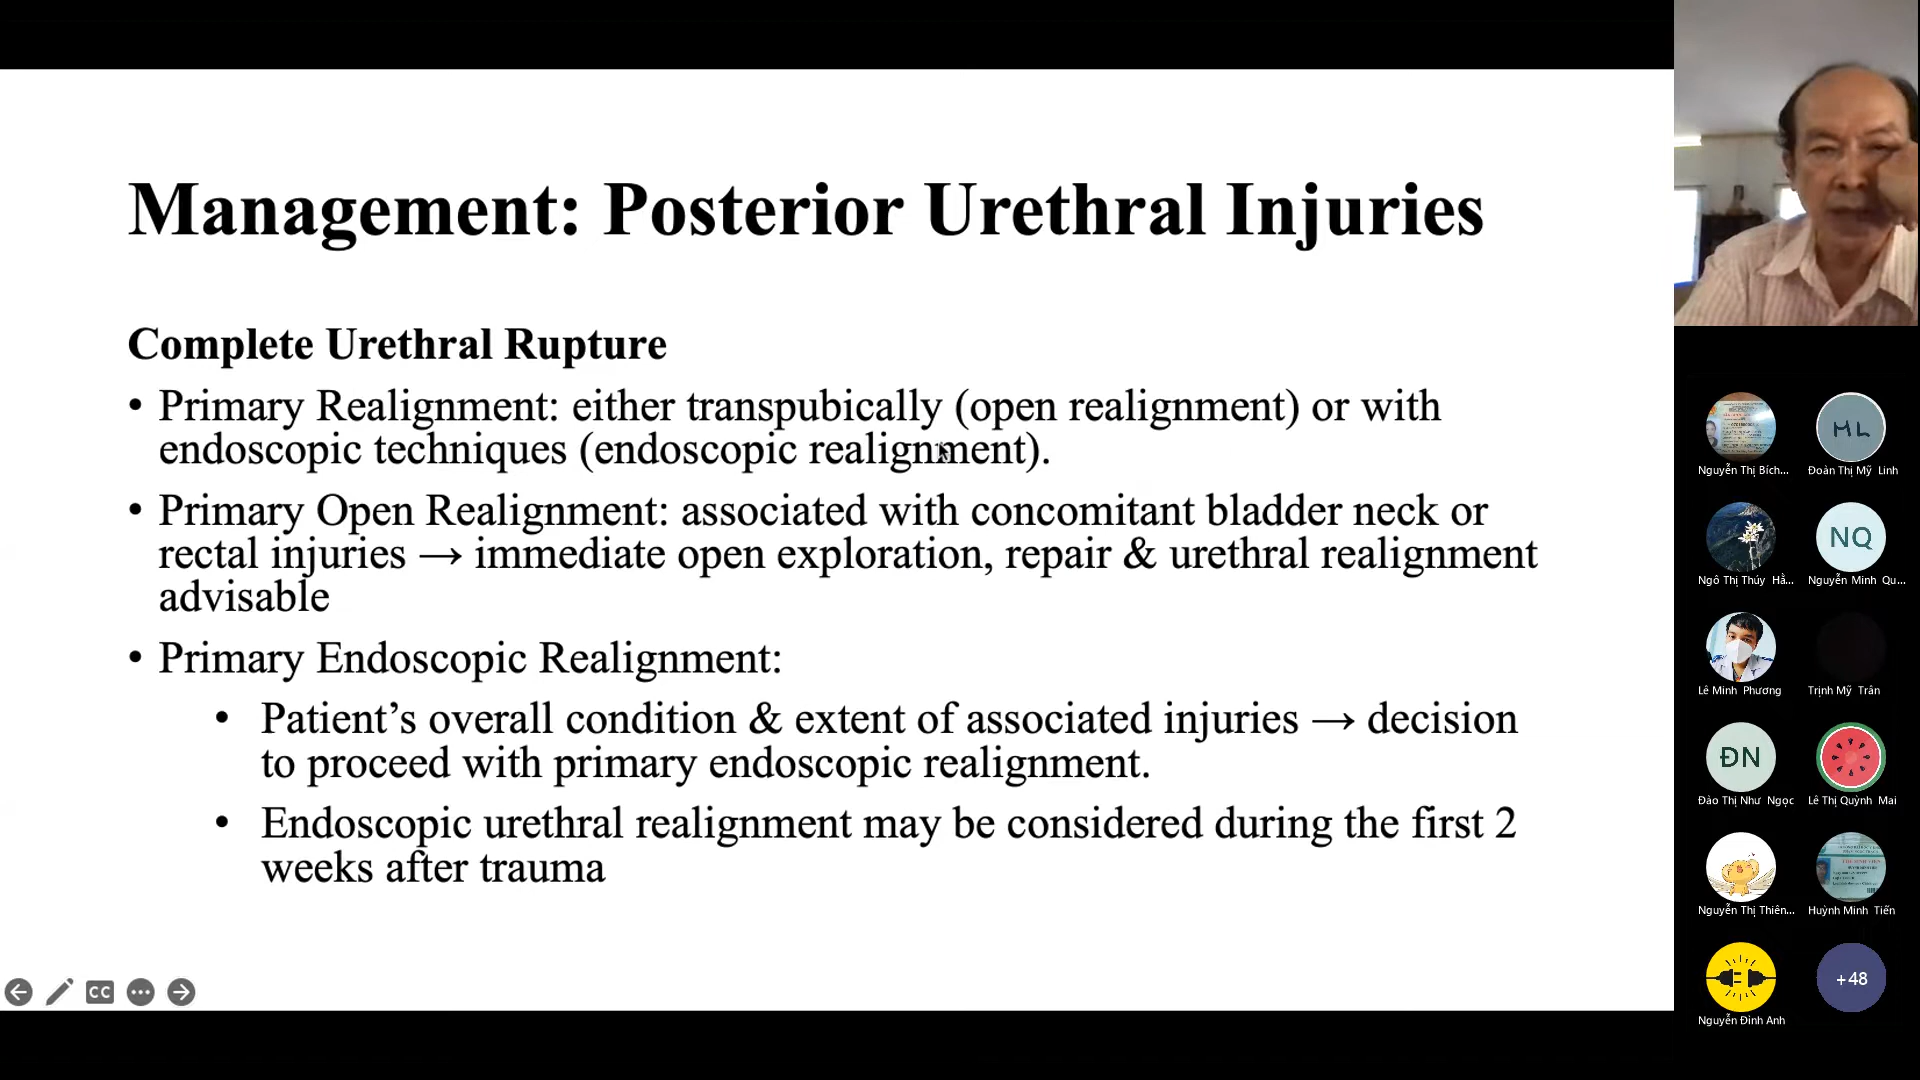 Management: Posterior Urethral Injuries
Complete Urethral Rupture
• Primary Realignment: either transpubically (open realignment) or with
endoscopic techniques (endoscopic realignment).
• Primary Open Realignment: associated with concomitant bladder neck or
rectal injuries → immediate open exploration, repair & urethral realignment
advisable
• Primary Endoscopic Realignment:
• Patient’s overall condition & extent of associated injuries → decision
to proceed with primary endoscopic realignment.
• Endoscopic urethral realignment may be considered during the first 2
weeks after trauma
CC
Nguyễn Thị Bích...
ML
Đoàn Thị Mỹ Linh
Ngô Thị Thúy Hằ...
NQ
Nguyễn Minh Qu...
Lê Minh Phương
Trịnh Mỹ Trân
ĐN
Đào Thị Như Ngọc
Lê Thị Quỳnh Mai
Nguyễn Thị Thiên...
Huỳnh Minh Tiến
Nguyễn Đình Anh
+48